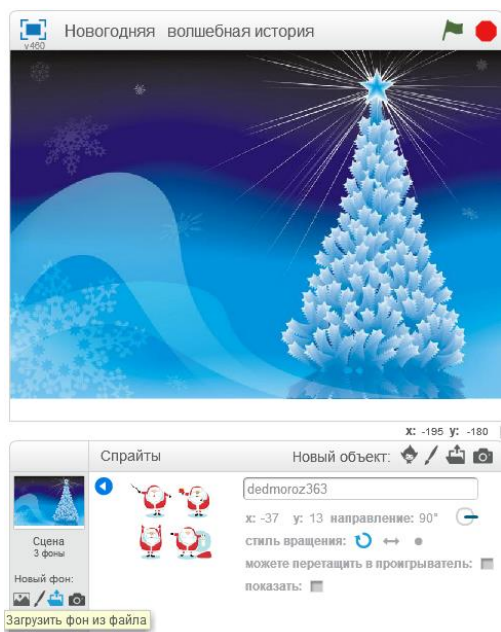 Новогодняя волшебная история
v460
x: -195 y: -180
Спрайты
Новый объект:
dedmoroz363
x: -37 y: 13 направление: 90°
стиль вращения:
можете перетащить в проигрыватель:
показать:
Сцена
3 фоны
Новый фон:
Загрузить фон из файла